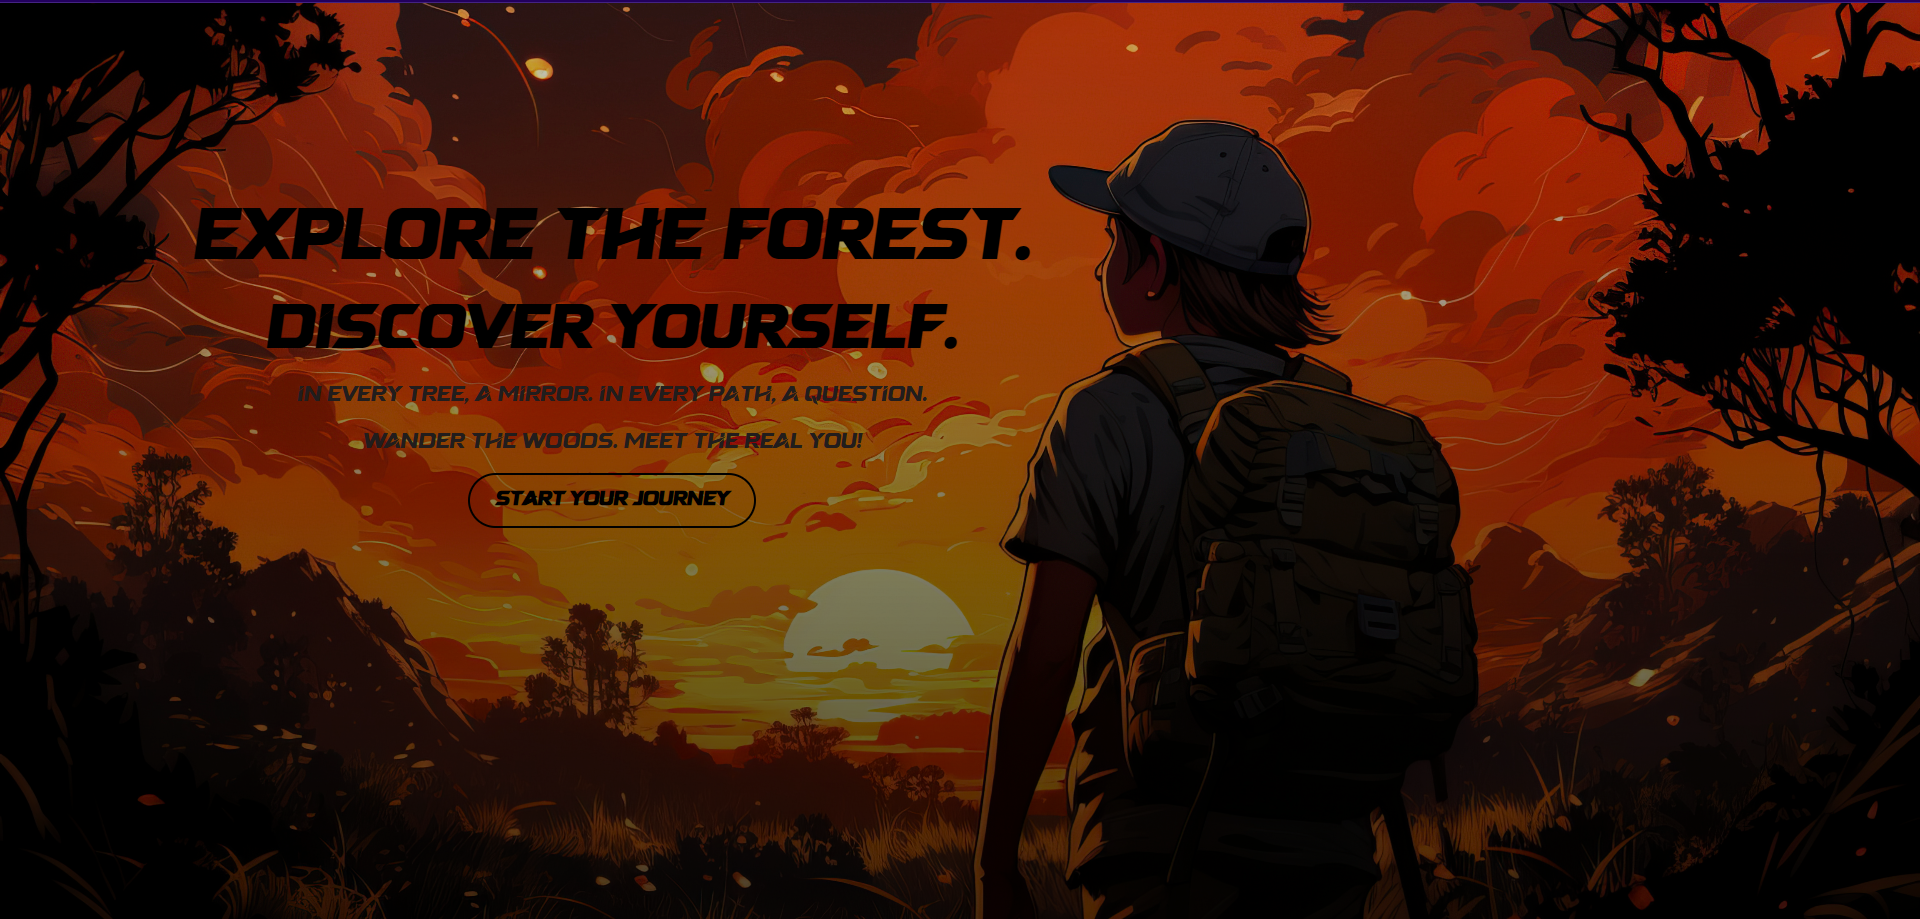 EXPLORE THE FOREST.
DISCOVER YOURSELF.
IN EVERY TREE, A MIRROR. IN EVERY PATH, A QUESTION.
WANDER THE WOODS. MEET THE REAL YOU!
START YOUR JOURNEY